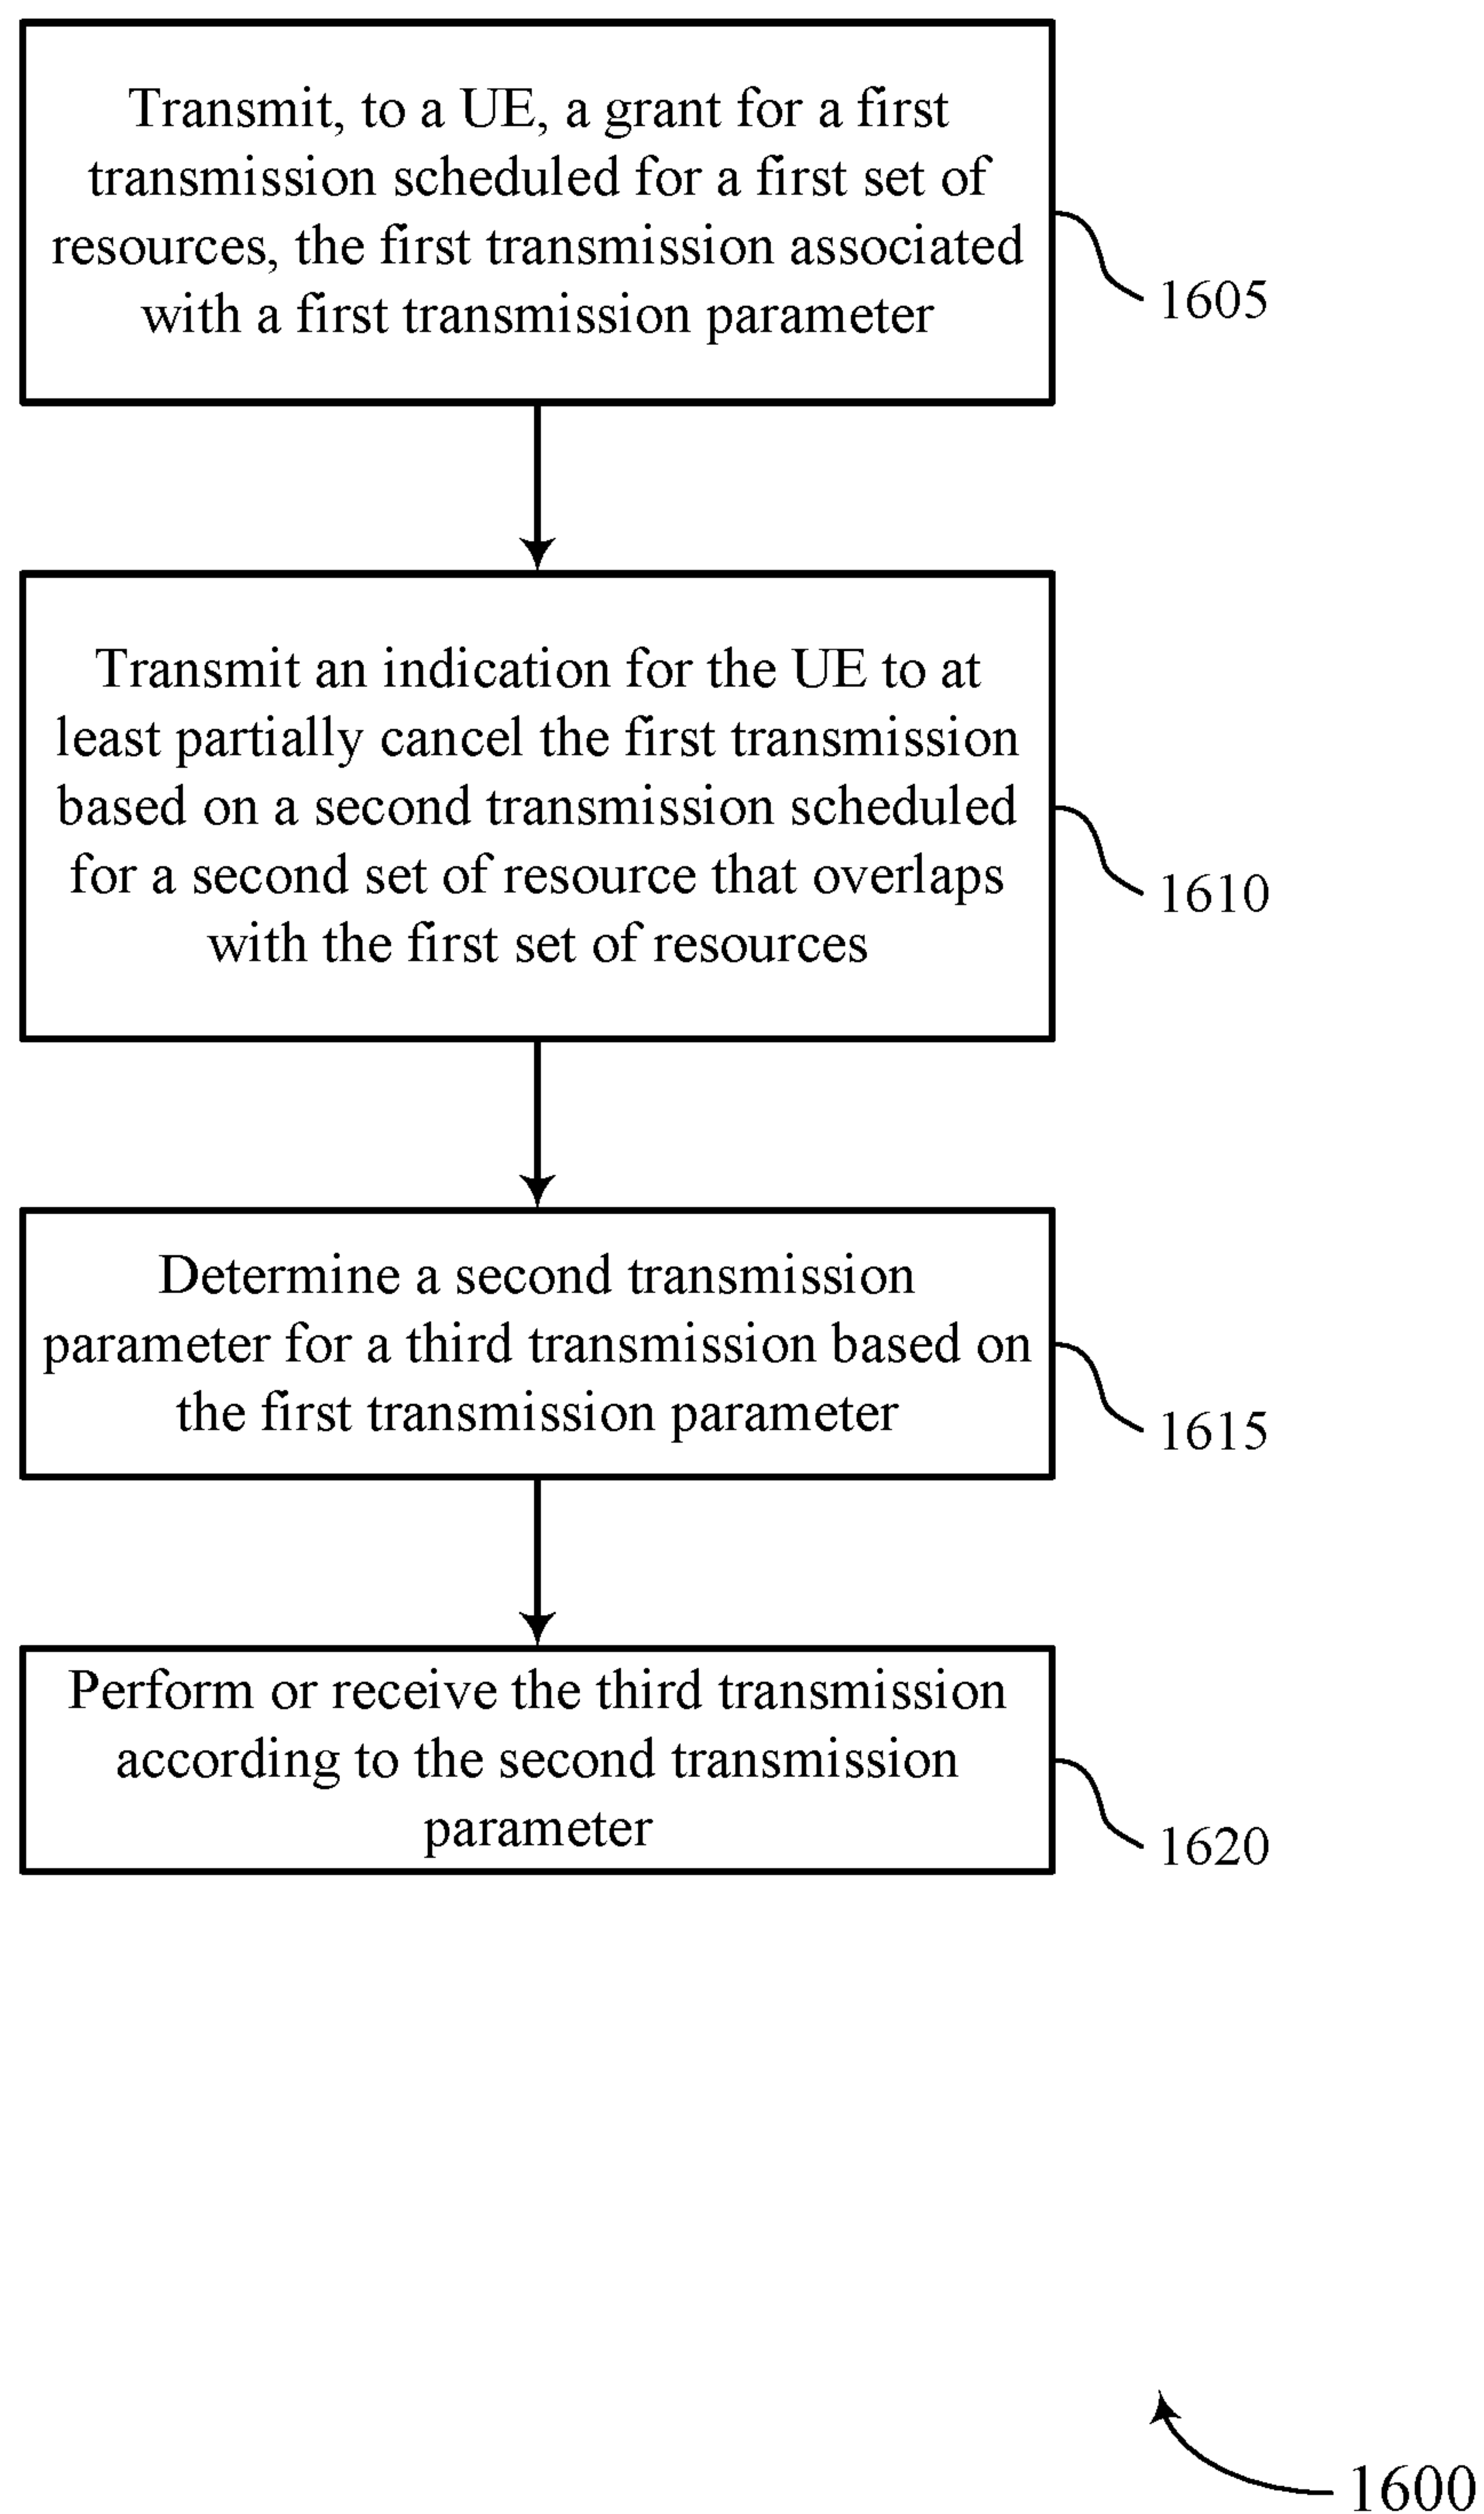 Transmit, to a UE, a grant for a first
transmission scheduled for a first set of
resources, the first transmission associated
with a first transmission parameter
1605
Transmit an indication for the UE to at
least partially cancel the first transmission
based on a second transmission scheduled
for a second set of resource that overlaps
with the first set of resources
1610
Determine a second transmission
parameter for a third transmission based on
the first transmission parameter
1615
Perform or receive the third transmission
according to the second transmission
parameter
1620
1600